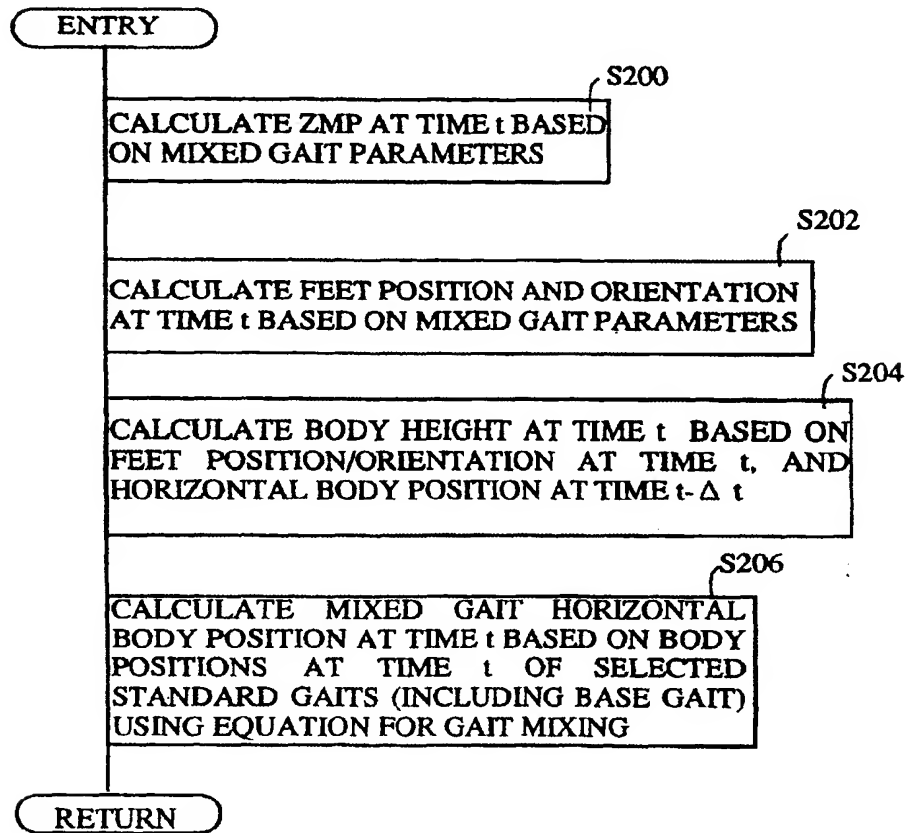 ENTRY
S200
CALCULATE ZMP AT TIME t BASED
ON MIXED GAIT PARAMETERS
S202
CALCULATE FEET POSITION AND ORIENTATION
AT TIME t BASED ON MIXED GAIT PARAMETERS
S204
CALCULATE BODY HEIGHT AT TIME t BASED ON
FEET POSITION/ORIENTATION AT TIME t, AND
HORIZONTAL BODY POSITION AT TIME t-Δ t
S206
CALCULATE MIXED GAIT HORIZONTAL
BODY POSITION AT TIME t BASED ON BODY
POSITIONS AT TIME t OF SELECTED
STANDARD GAITS (INCLUDING BASE GAIT)
USING EQUATION FOR GAIT MIXING
RETURN